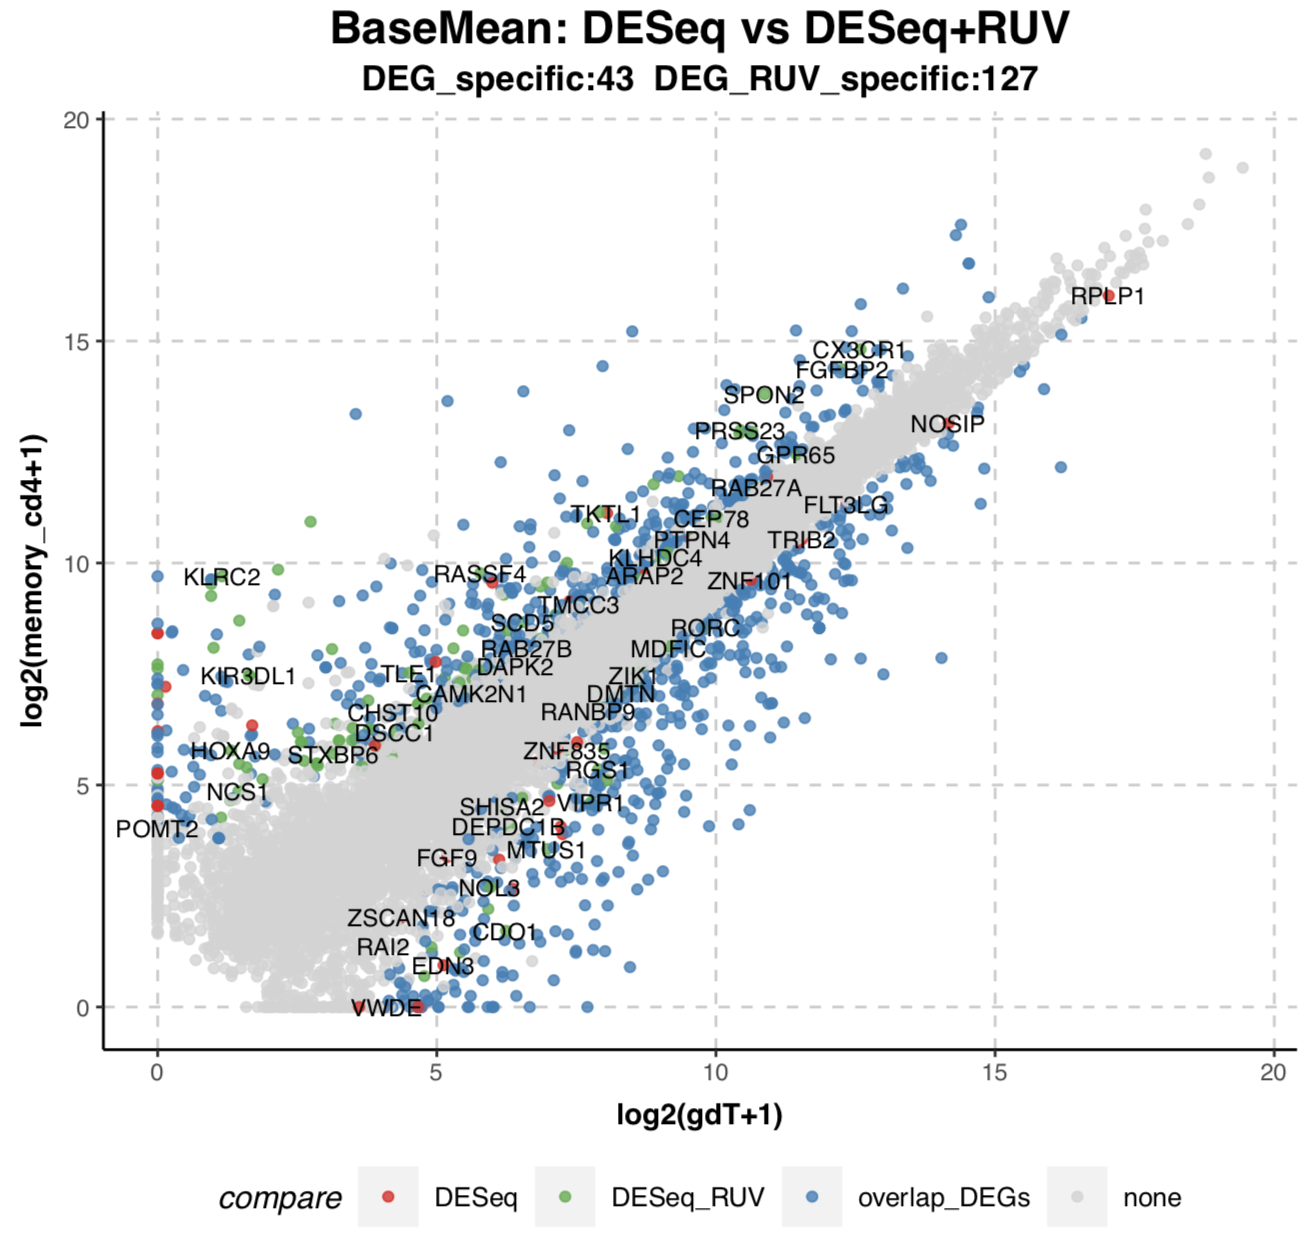 BaseMean: DESeq vs DESeq+RUV
DEG_specific:43 DEG_RUV_specific:127
log2(memory_cd4+1)
20
15
10
5
0
RPLP1
CX3CR1
FGFBP2
SPON2
NOSIP
PRSS23
GPR65
RAB27A
FLT3LG
TKTL1
CEP78
PTPN4
TRIB2
KLHDC4
KLRC2
RASSF4
ARAP2
ZNF101
TMCC3
SCD5
RORC
RAB27B
MDFIC
DAPK2
KIR3DL1
TLE1
ZIK1
CAMK2N1
DMTN
CHST10
RANBP9
DSCC1
HOXA9
STXBP6
ZNF835
RGS1
NCS1
SHISA2
VIPR1
POMT2
DEPDC1B
MTUS1
FGF9
NOL3
ZSCAN18
CDO1
RAI2
EDN3
VWDE
0
5
10
15
20
log2(gdT+1)
compare DESeq DESeq_RUV overlap_DEGs none